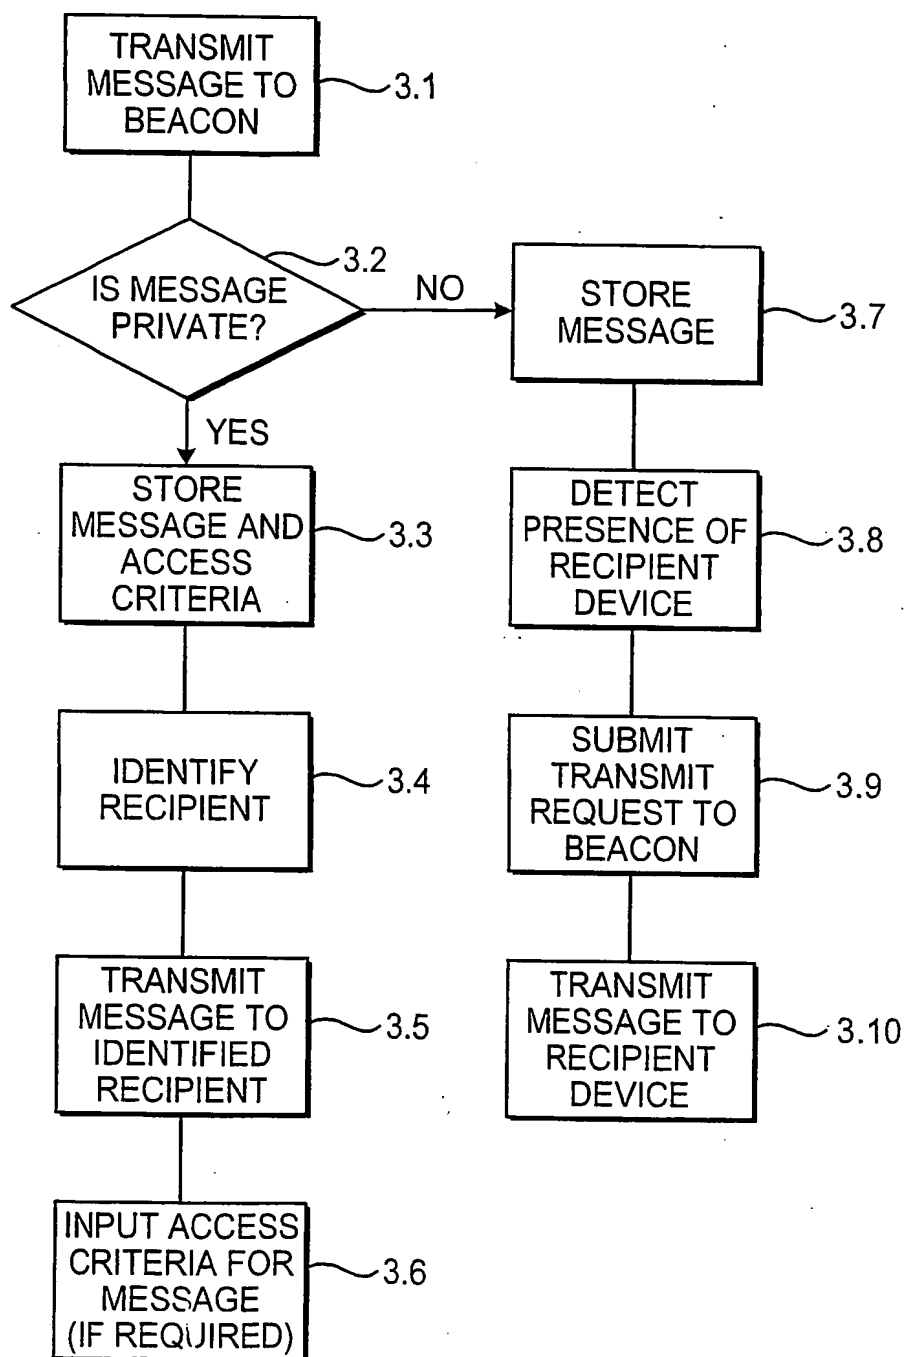 TRANSMIT
MESSAGE TO
BEACON
3.1
IS MESSAGE
PRIVATE?
3.2
NO
YES
STORE
MESSAGE AND
ACCESS
CRITERIA
3.3
IDENTIFY
RECIPIENT
3.4
TRANSMIT
MESSAGE TO
IDENTIFIED
RECIPIENT
3.5
INPUT ACCESS
CRITERIA FOR
MESSAGE
(IF REQUIRED)
3.6
STORE
MESSAGE
3.7
DETECT
PRESENCE OF
RECIPIENT
DEVICE
3.8
SUBMIT
TRANSMIT
REQUEST TO
BEACON
3.9
TRANSMIT
MESSAGE TO
RECIPIENT
DEVICE
3.10